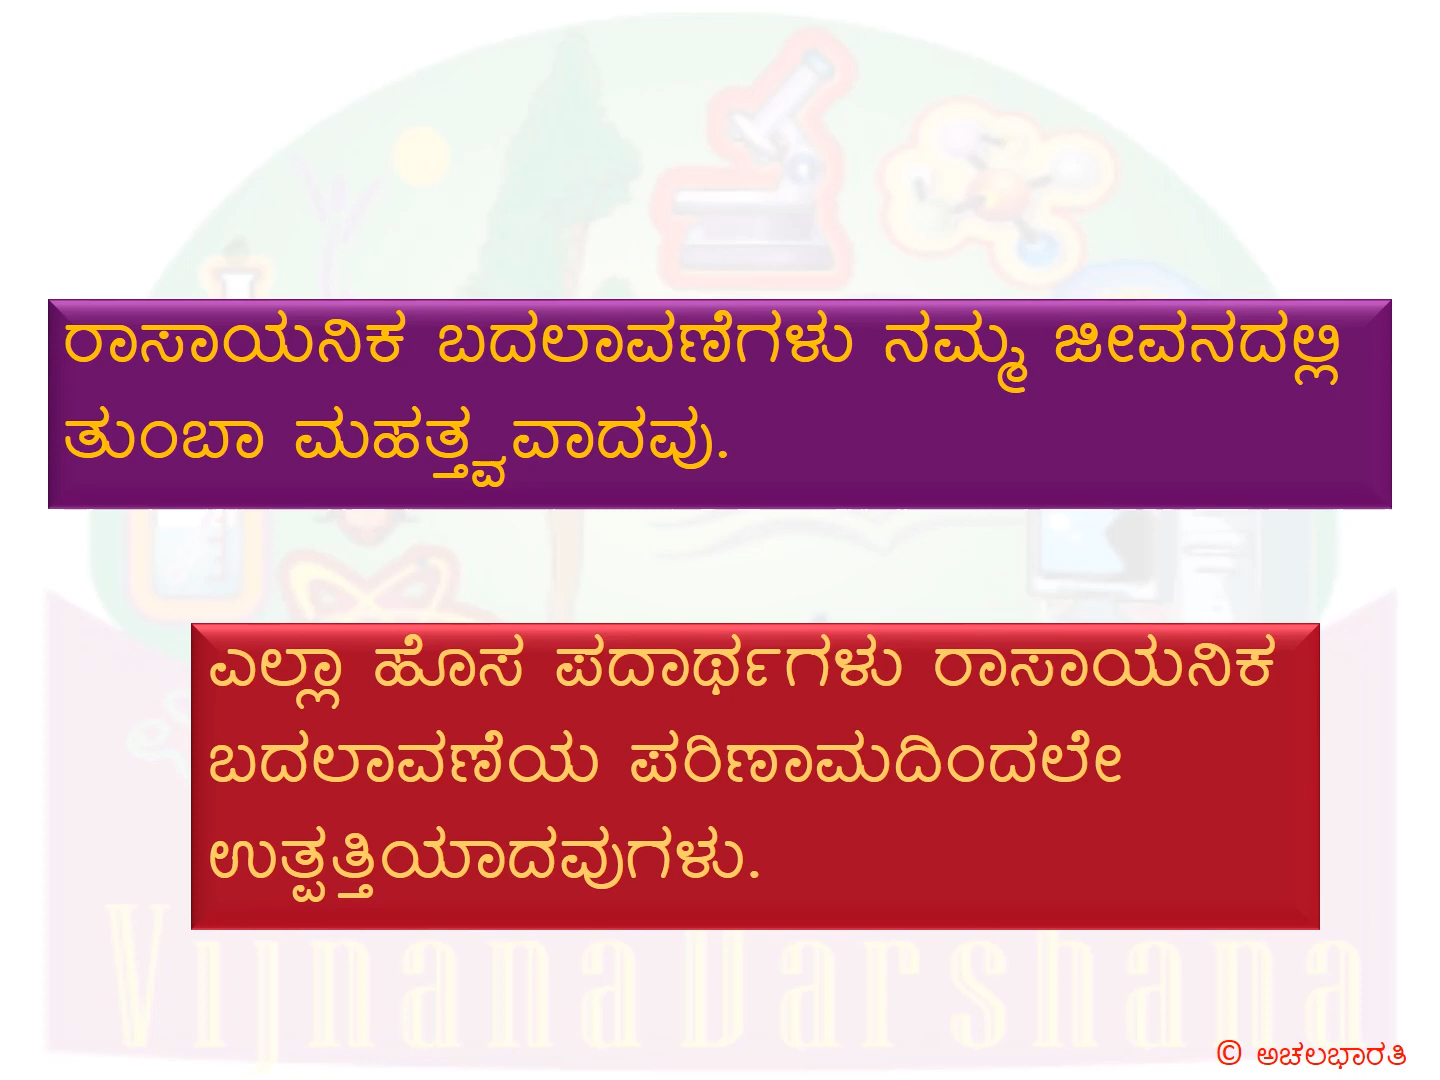 ರಾಸಾಯನಿಕ ಬದಲಾವಣೆಗಳು ನಮ್ಮ ಜೀವನದಲ್ಲಿ
ತುಂಬಾ ಮಹತ್ತ್ವವಾದವು.
ಎಲ್ಲಾ ಹೊಸ ಪದಾರ್ಥಗಳು ರಾಸಾಯನಿಕ
ಬದಲಾವಣೆಯ ಪರಿಣಾಮದಿಂದಲೇ
ಉತ್ಪತ್ತಿಯಾದವುಗಳು.
Vijnana Darshana
© ಅಚಲಭಾರತಿ